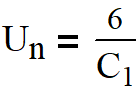 Uₙ = 6/C₁